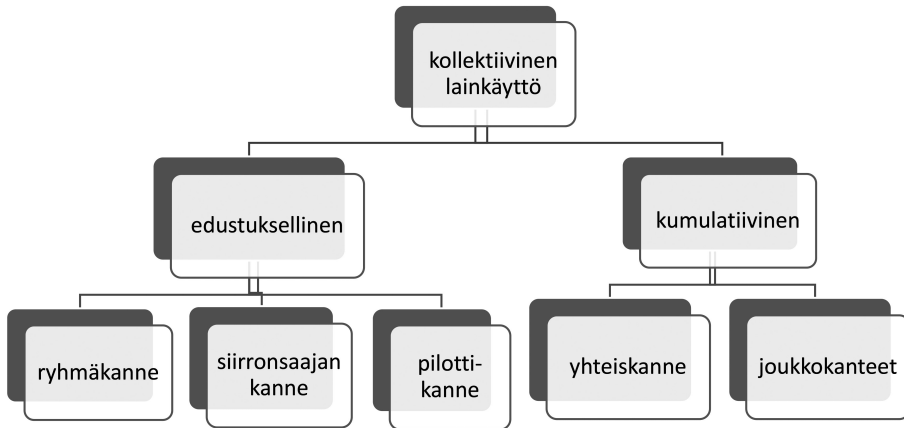 kollektiivinen
lainkäyttö
edustuksellinen
kumulatiivinen
ryhmäkanne
siirronsaajan
kanne
pilotti-
kanne
yhteiskanne
joukkokanteet